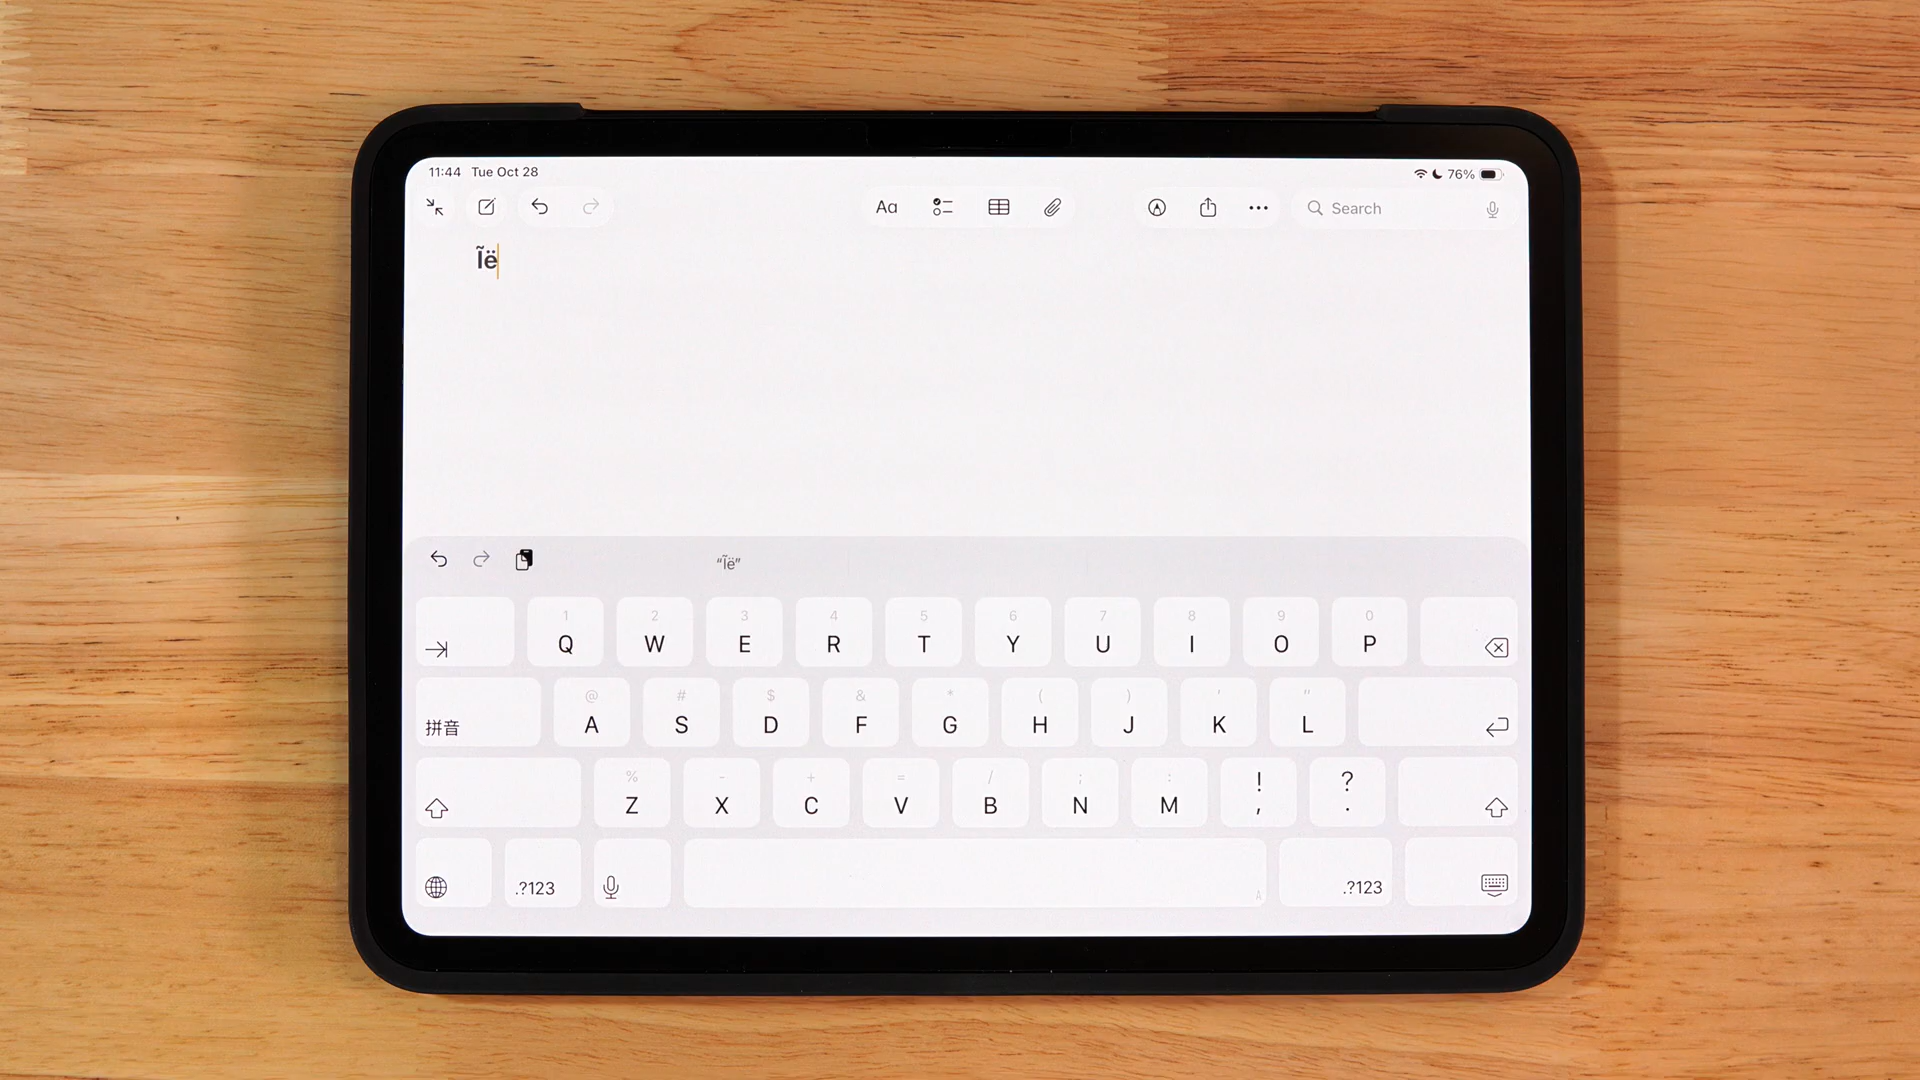 11:44 Tue Oct 28
76%
Aa
Search
Ĩë
“Ĩë”
1 2 3 4 5 6 7 8 9 0
Q W E R T Y U I O P
@ # $ & * ( ) ' "
拼音 A S D F G H J K L
% - + = / ; : ! ?
Z X C V B N M , .
.?123 .?123